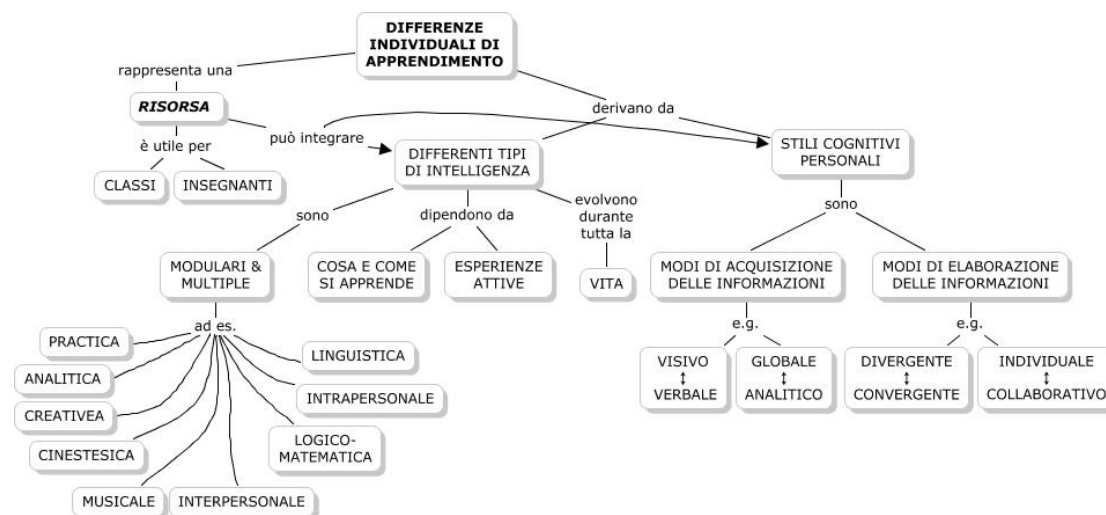 DIFFERENZE
INDIVIDUALI DI
APPRENDIMENTO
rappresenta una
derivano da
RISORSA
può integrare
è utile per
CLASSI
INSEGNANTI
DIFFERENTI TIPI
DI INTELLIGENZA
STILI COGNITIVI
PERSONALI
sono
dipendono da
evolvono
durante
tutta la
sono
MODULARI &
MULTIPLE
COSA E COME
SI APPRENDE
ESPERIENZE
ATTIVE
VITA
MODI DI ACQUISIZIONE
DELLE INFORMAZIONI
MODI DI ELABORAZIONE
DELLE INFORMAZIONI
ad es.
e.g.
e.g.
PRACTICA
ANALITICA
CREATIVEA
CINESTESICA
MUSICALE
INTERPERSONALE
LOGICO-
MATEMATICA
INTRAPERSONALE
LINGUISTICA
VISIVO
↕
VERBALE
GLOBALE
↕
ANALITICO
DIVERGENTE
↕
CONVERGENTE
INDIVIDUALE
↕
COLLABORATIVO